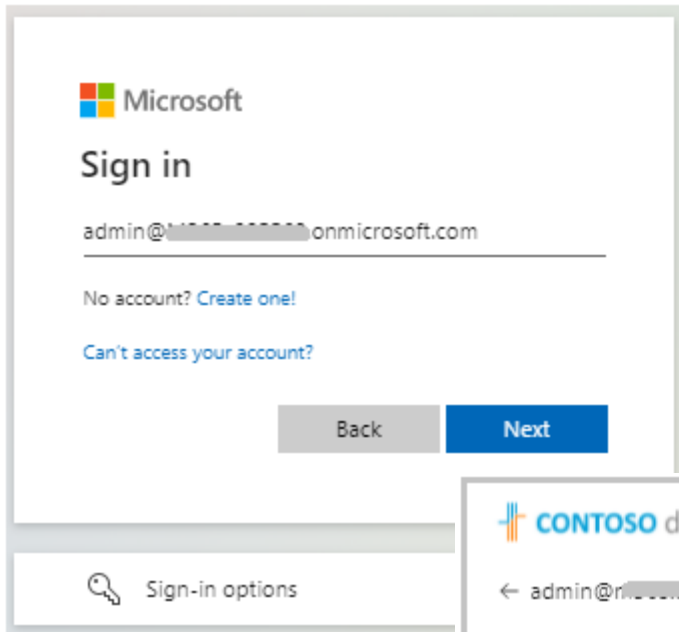 Microsoft
Sign in
admin@ onmicrosoft.com
No account? Create one!
Can't access your account?
Back
Next
CONTOSO
Sign-in options
← admin@